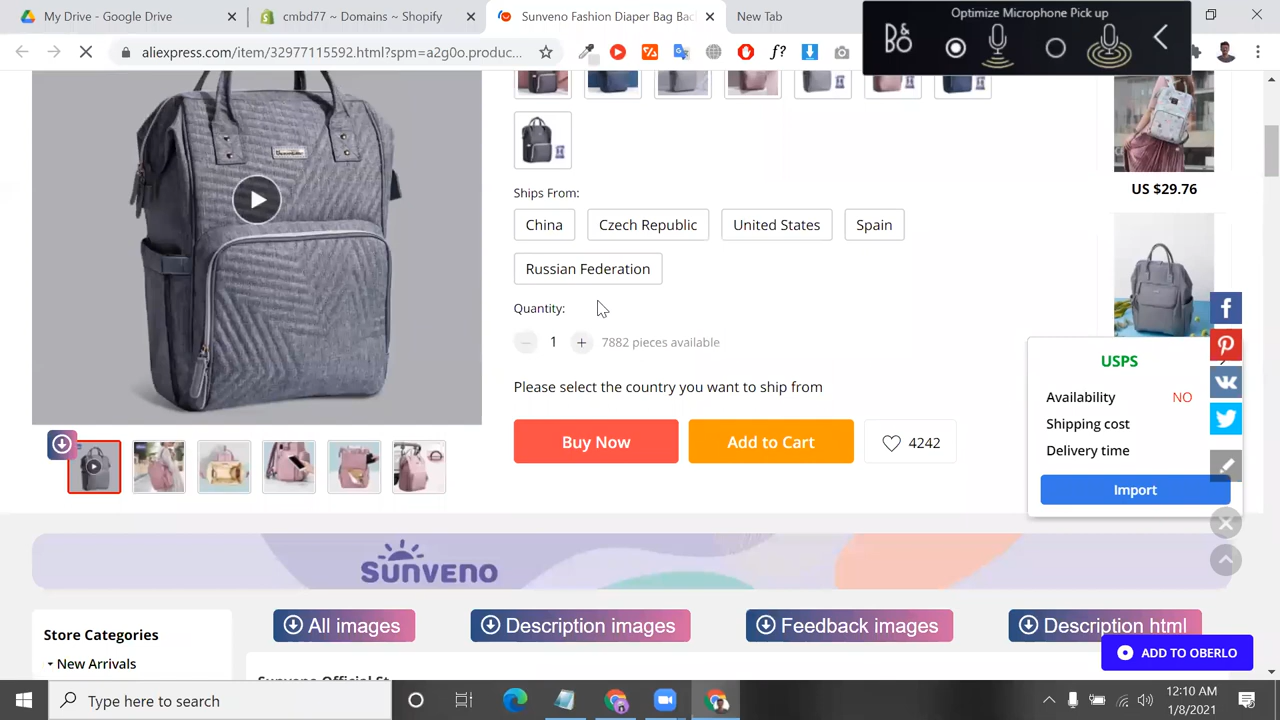 My Drive - Google Drive
AAAIV7 ~ Domains ~ Shopify
Sunveno Fashion Diaper Bag Bac
New Tab
Optimize Microphone Pick up
B&O
aliexpress.com/item/32977115592.html?spm=a2g0o.produc...
f?
US $29.76
Ships From:
China
Czech Republic
United States
Spain
Russian Federation
Quantity:
1
7882 pieces available
Please select the country you want to ship from
Buy Now
Add to Cart
4242
USPS
Availability NO
Shipping cost
Delivery time
Import
sunveno
All images
Description images
Feedback images
Description html
Store Categories
New Arrivals
ADD TO OBERLO
Type here to search
12:10 AM
1/8/2021